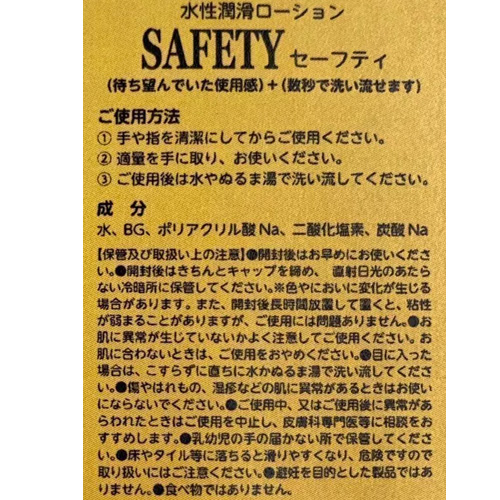 水性潤滑ローション
SAFETY セーフティ
(待ち望んでいた使用感)+(数秒で洗い流せます)
ご使用方法
① 手や指を清潔にしてからご使用ください。
② 適量を手に取り、お使いください。
③ ご使用後は水やぬるま湯で洗い流してください。
成 分
水、BG、ポリアクリル酸Na、二酸化塩素、炭酸Na
【保管及び取扱い上の注意】●開封後はお早めにお使いくださ
い。●開封後はきちんとキャップを締め、直射日光のあたら
ない冷暗所に保管してください。※色やにおいに変化が生じる
場合があります。また、開封後長時間放置して置くと、粘性
が弱まることがありますが、ご使用には問題ありません。●お
肌に異常が生じていないかよく注意してご使用ください。お
肌に合わないときは、ご使用をおやめください。●目に入った
場合は、こすらずに直ちに水かぬるま湯で洗い流してくださ
い。●傷やはれもの、湿疹などの肌に異常があるときはお使い
にならないでください。●ご使用中、又はご使用後に異常があ
らわれたときはご使用を中止し、皮膚科専門医等に相談をお
すすめします。●乳幼児の手の届かない所で保管してくださ
い。●床やタイル等に落ちると滑りやすくなり、危険ですので
取り扱いにはご注意ください。●避妊を目的とした製品ではあ
りません。●食べ物ではありません。